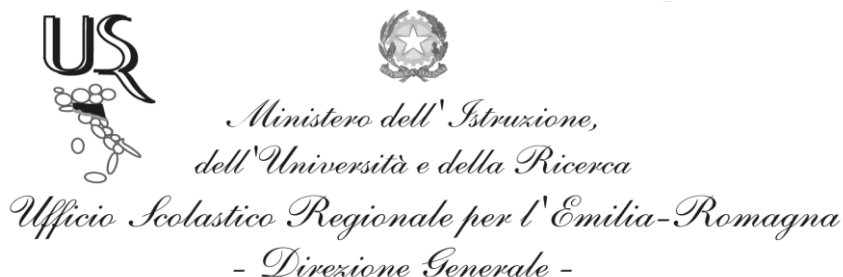 USR
Ministero dell'Istruzione,
dell'Università e della Ricerca
Ufficio Scolastico Regionale per l'Emilia-Romagna
- Direzione Generale -